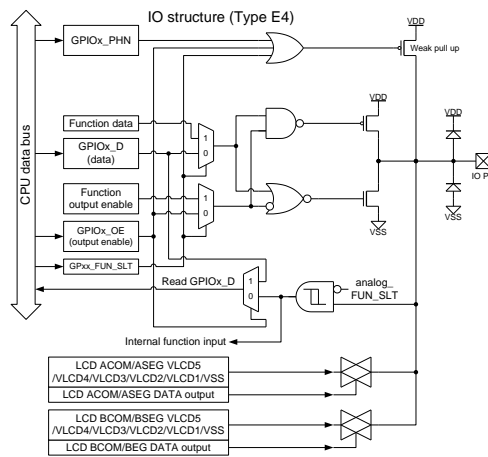 IO structure (Type E4)
VDD
GPIOx_PHN
Weak pull up
CPU data bus
Function data
1
0
GPIOx_D
(data)
VDD
VDD
Function
output enable
1
0
IO P
GPIOx_OE
(output enable)
VSS
VSS
GPxx_FUN_SLT
Read GPIOx_D
1
0
analog_
FUN_SLT
Internal function input
LCD ACOM/ASEG VLCD5
/VLCD4/VLCD3/VLCD2/VLCD1/VSS
LCD ACOM/ASEG DATA output
LCD BCOM/BSEG VLCD5
/VLCD4/VLCD3/VLCD2/VLCD1/VSS
LCD BCOM/BEG DATA output